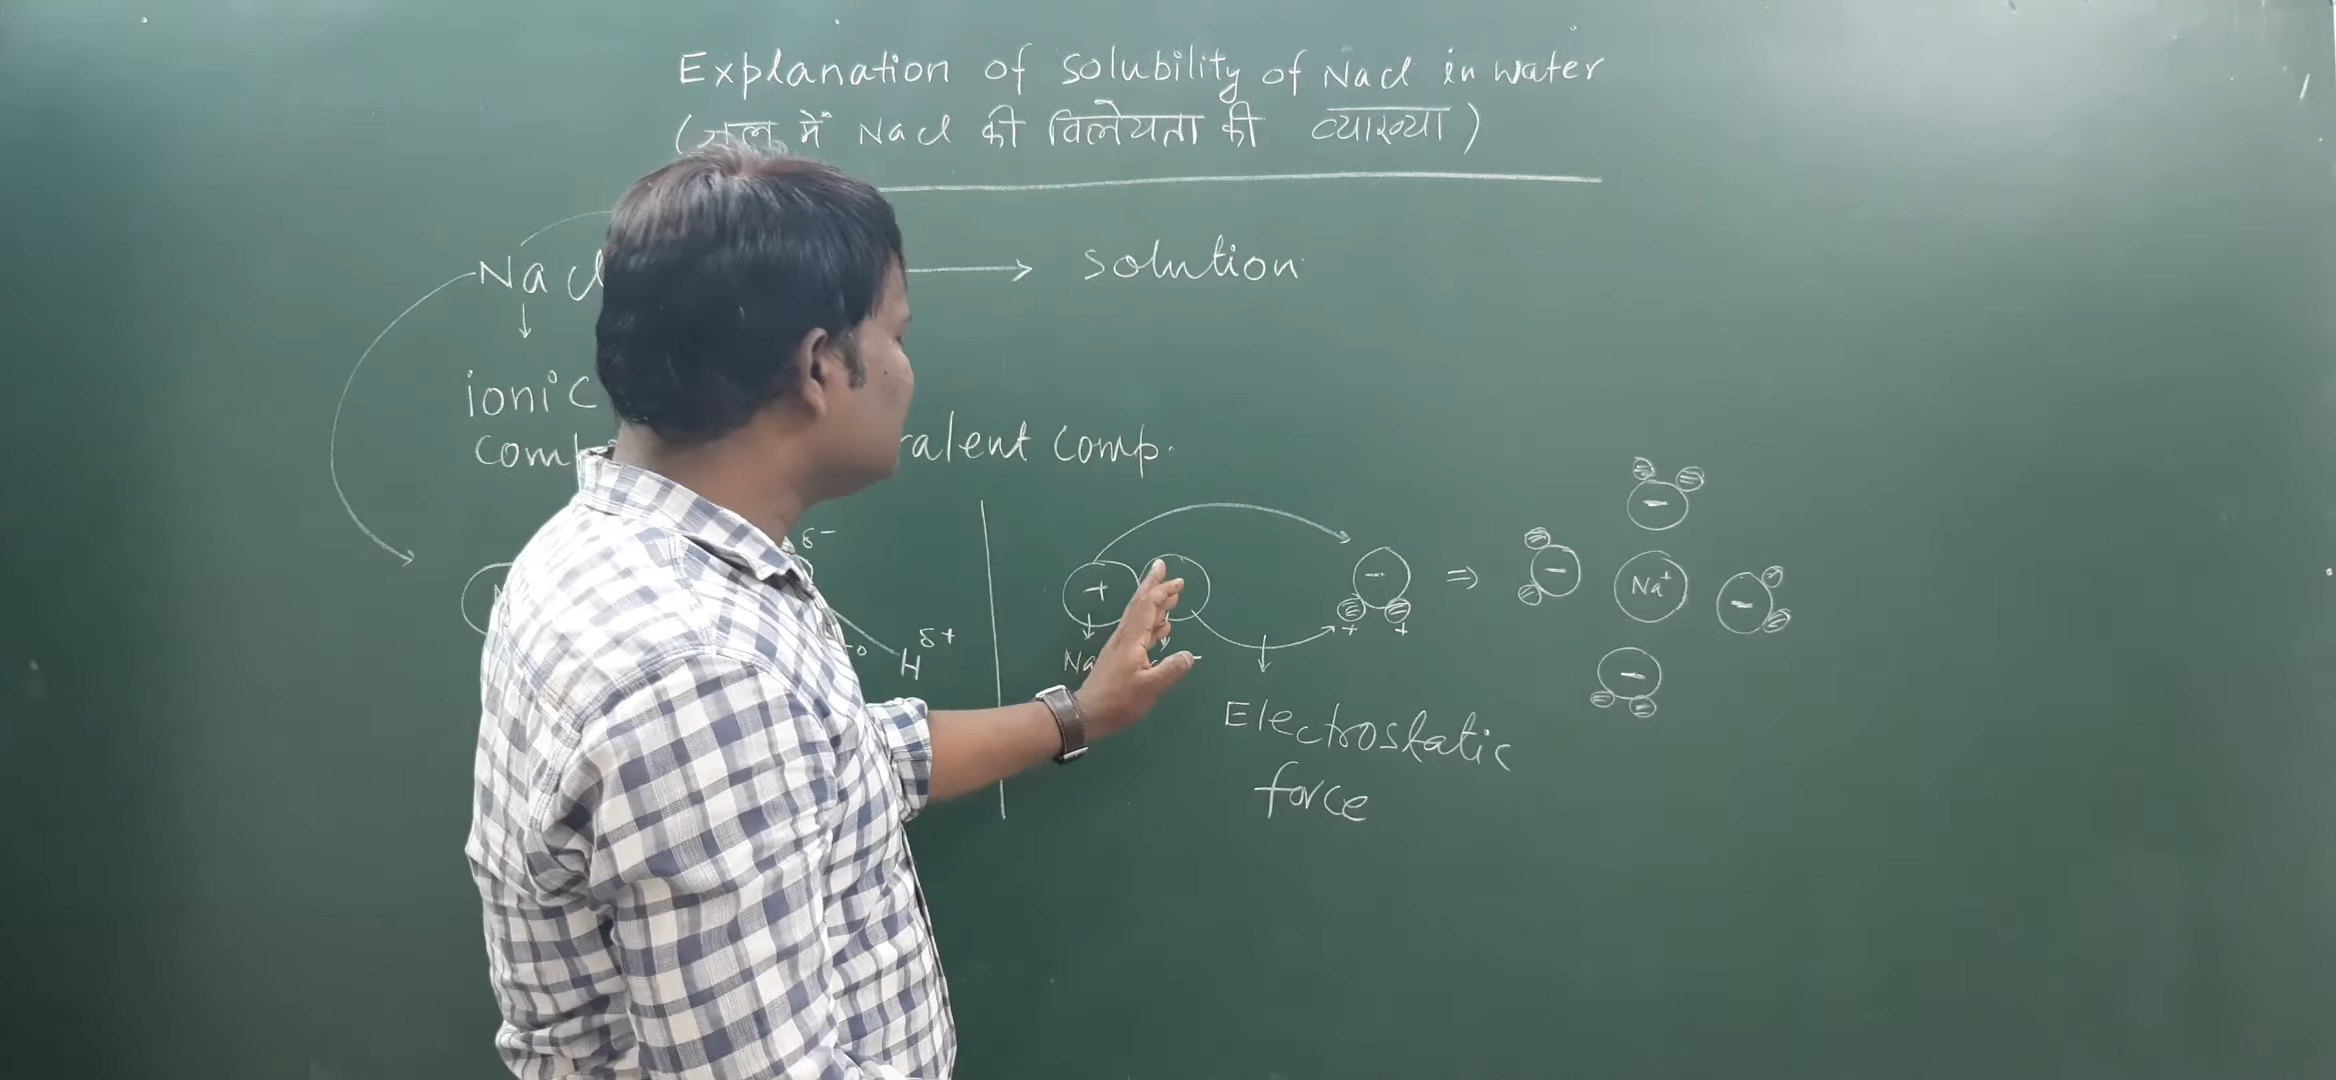 Explanation of solubility of NaCl in water
(जल में NaCl की विलेयता की व्याख्या)
NaCl → solution
↓
ionic
comp. valent comp.
δ-
H δ+
+ - ⇒
- - Na+ -
-
+ +
Na
Electrostatic
force